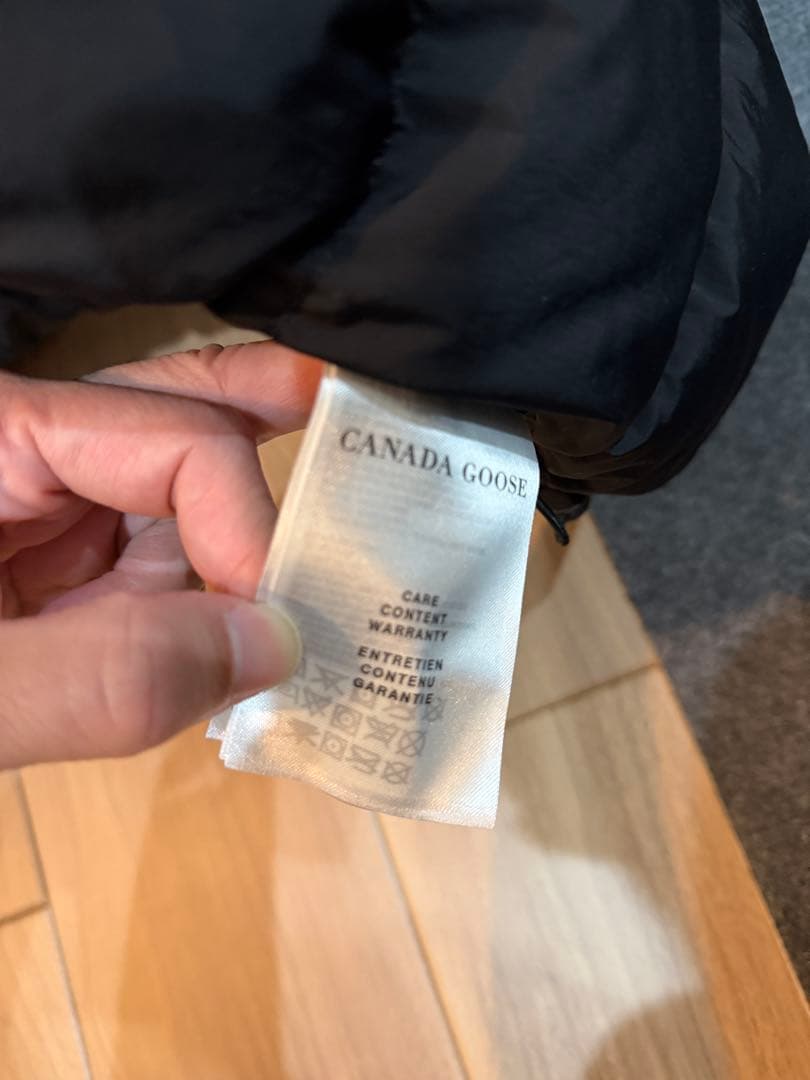 CANADA GOOSE
CARE
CONTENT
WARRANTY
ENTRETIEN
CONTENU
GARANTIE